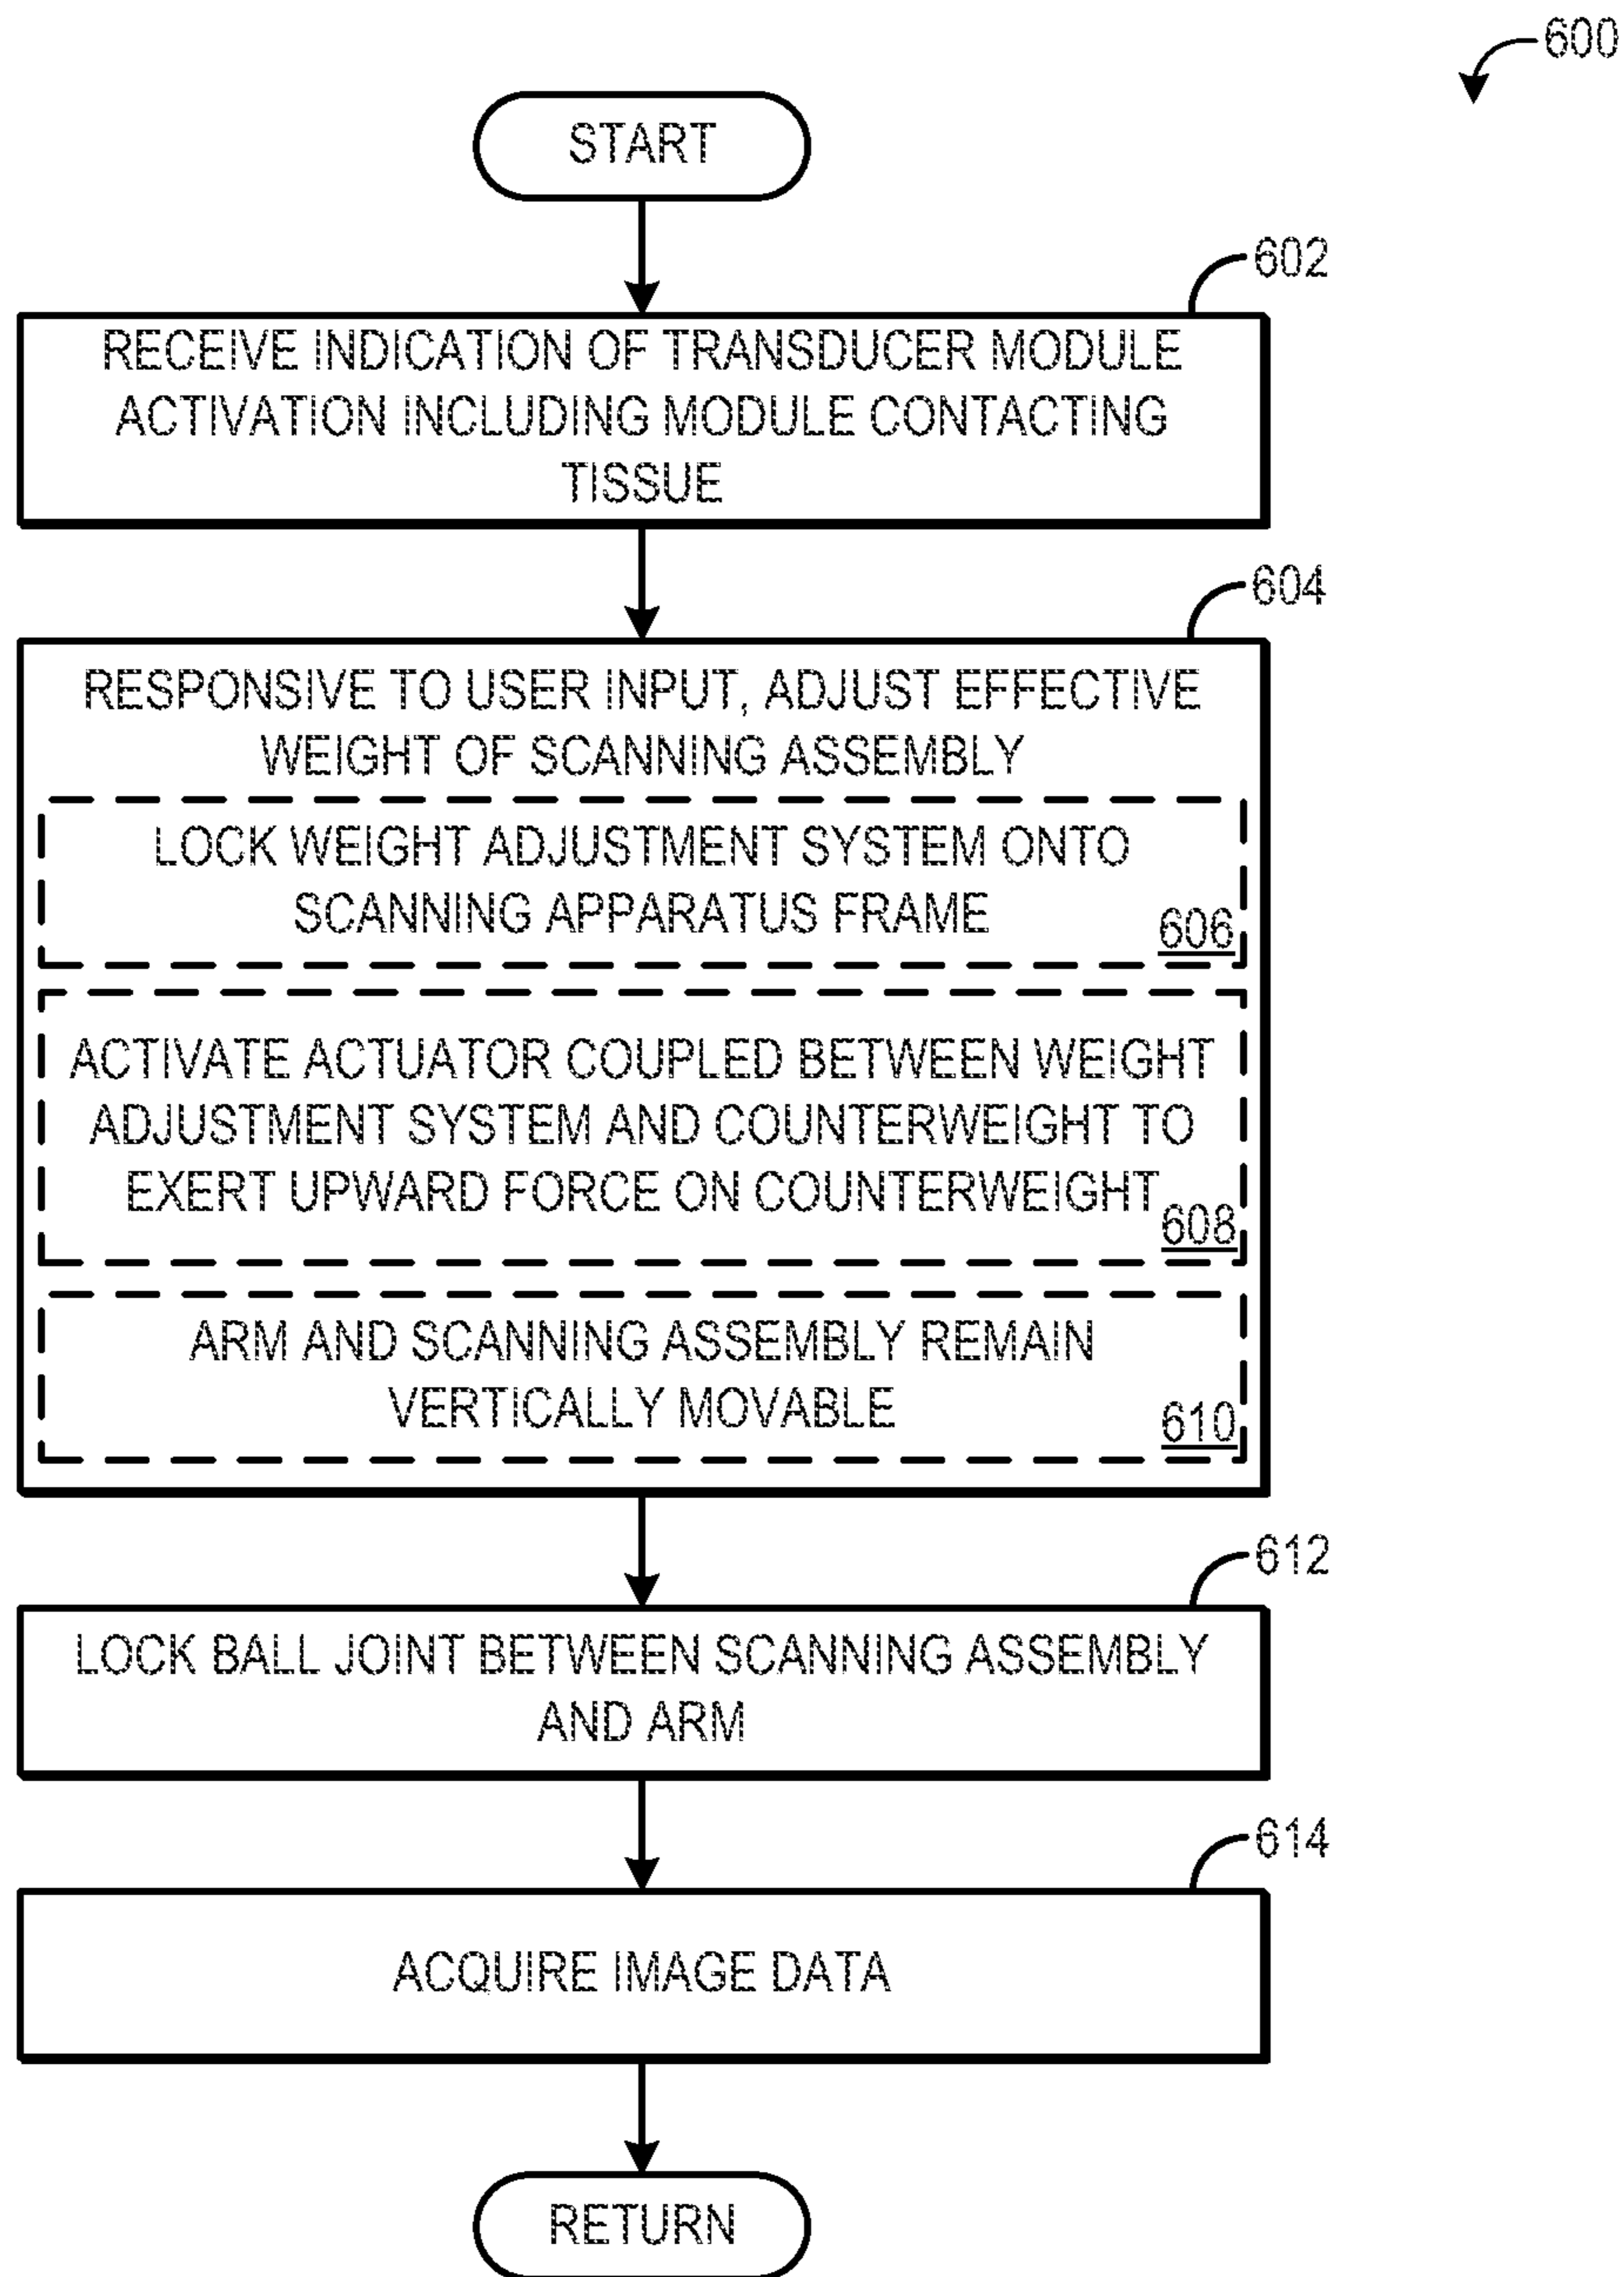 600
START
602
RECEIVE INDICATION OF TRANSDUCER MODULE
ACTIVATION INCLUDING MODULE CONTACTING
TISSUE
604
RESPONSIVE TO USER INPUT, ADJUST EFFECTIVE
WEIGHT OF SCANNING ASSEMBLY
LOCK WEIGHT ADJUSTMENT SYSTEM ONTO
SCANNING APPARATUS FRAME
606
ACTIVATE ACTUATOR COUPLED BETWEEN WEIGHT
ADJUSTMENT SYSTEM AND COUNTERWEIGHT TO
EXERT UPWARD FORCE ON COUNTERWEIGHT
608
ARM AND SCANNING ASSEMBLY REMAIN
VERTICALLY MOVABLE
610
612
LOCK BALL JOINT BETWEEN SCANNING ASSEMBLY
AND ARM
614
ACQUIRE IMAGE DATA
RETURN